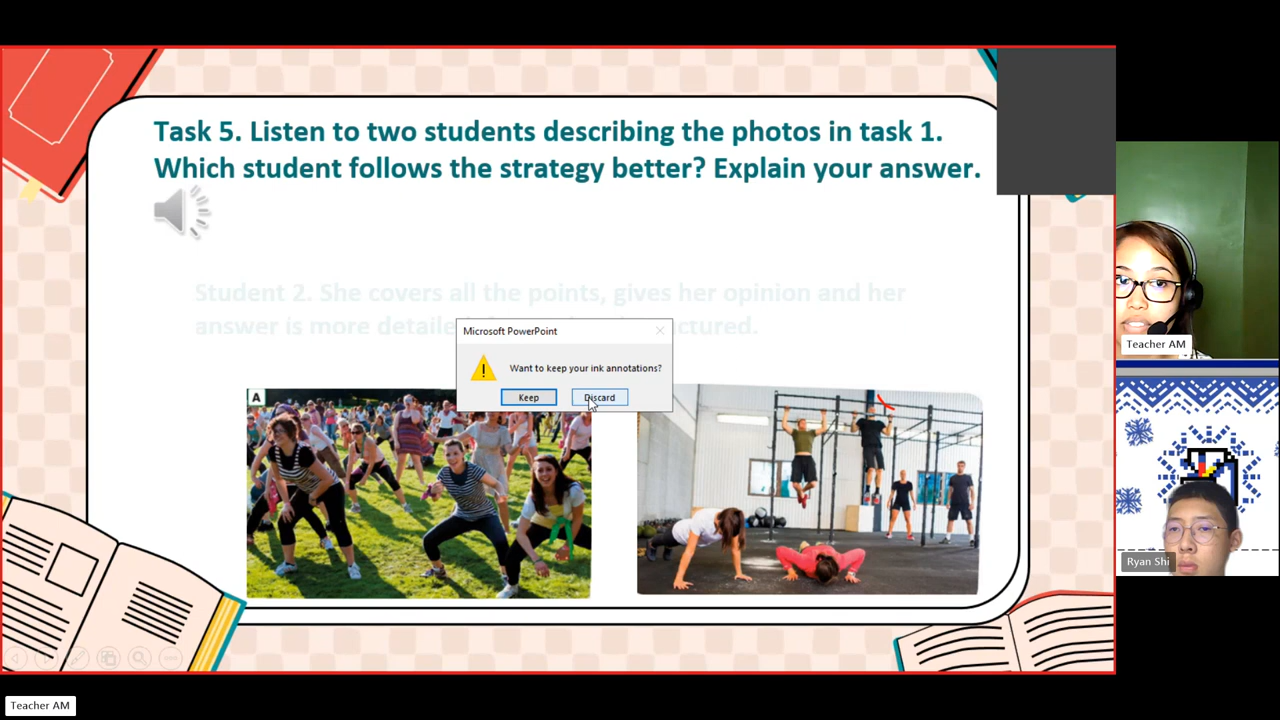 Task 5. Listen to two students describing the photos in task 1.
Which student follows the strategy better? Explain your answer.
Student 2. She covers all the points, gives her opinion and her
answer is more detailed
Microsoft PowerPoint
Want to keep your ink annotations?
Keep
Discard
A
Teacher AM
Ryan Shi
Teacher AM